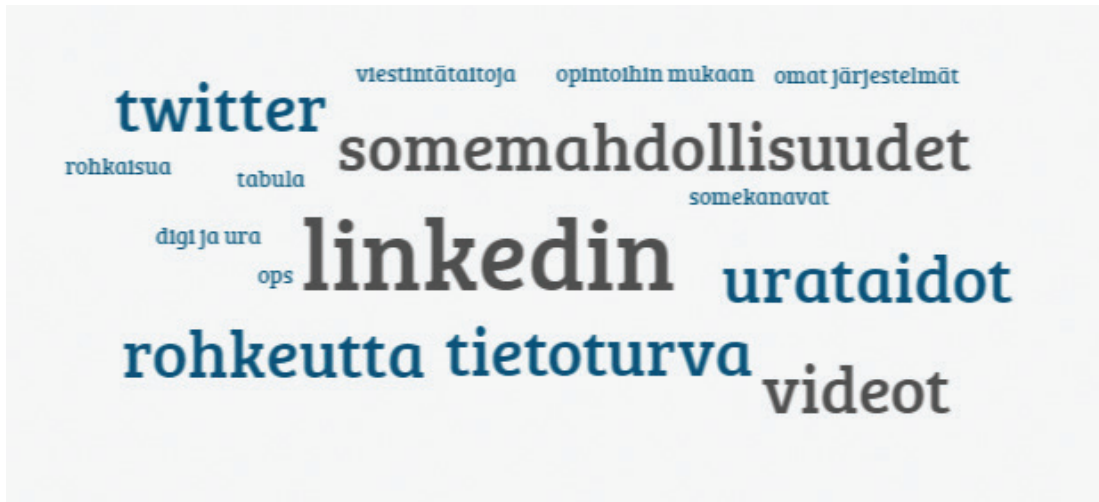 viestintätaitoja opintoihin mukaan omat järjestelmät
twitter
somemahdollisuudet
rohkaisua
tabula
somekanavat
digi ja ura
linkedin
ops
urataidot
rohkeutta tietoturva
videot